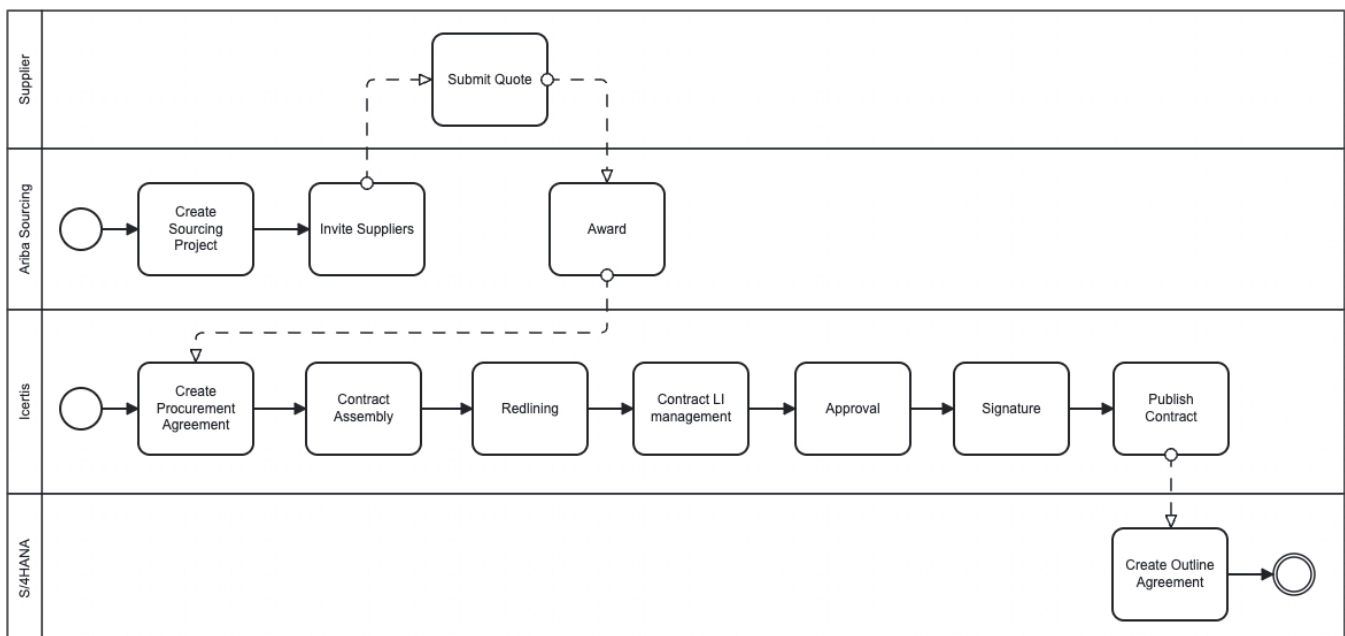 Supplier
Submit Quote
Ariba Sourcing
Create
Sourcing
Project
Invite Suppliers
Award
Icertis
Create
Procurement
Agreement
Contract
Assembly
Redlining
Contract LI
management
Approval
Signature
Publish
Contract
S/4HANA
Create Outline
Agreement